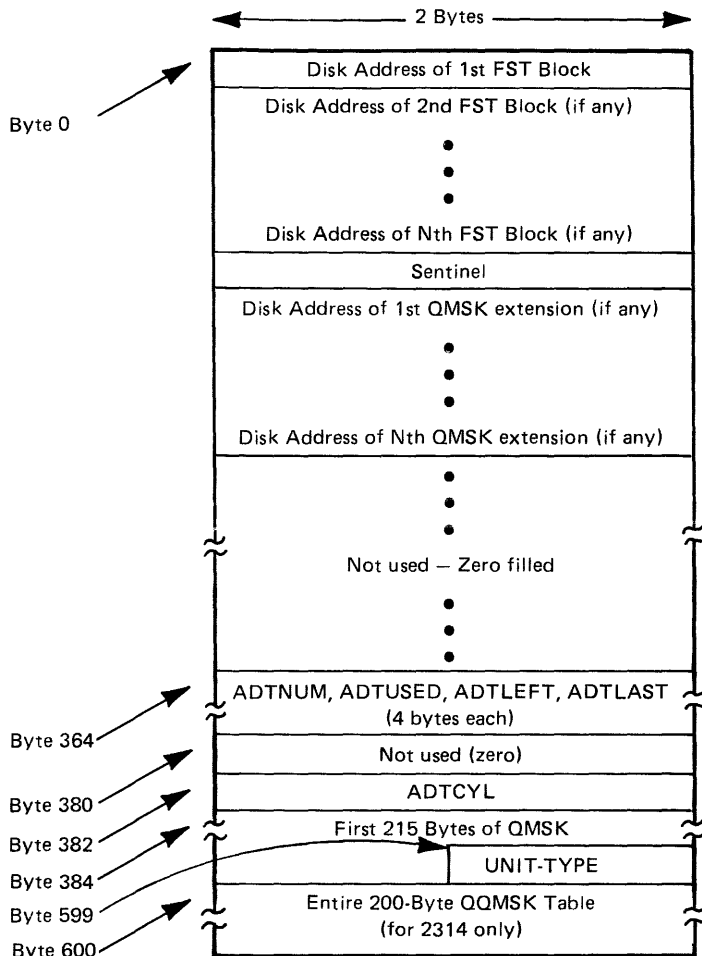 2 Bytes
Disk Address of 1st FST Block
Byte 0
Disk Address of 2nd FST Block (if any)
Disk Address of Nth FST Block (if any)
Sentinel
Disk Address of 1st QMSK extension (if any)
Disk Address of Nth QMSK extension (if any)
Not used — Zero filled
ADTNUM, ADTUSED, ADTLEFT, ADTLAST
(4 bytes each)
Byte 364
Not used (zero)
Byte 380
ADTCYL
Byte 382
First 215 Bytes of QMSK
Byte 384
UNIT-TYPE
Byte 599
Entire 200-Byte QQMSK Table
(for 2314 only)
Byte 600